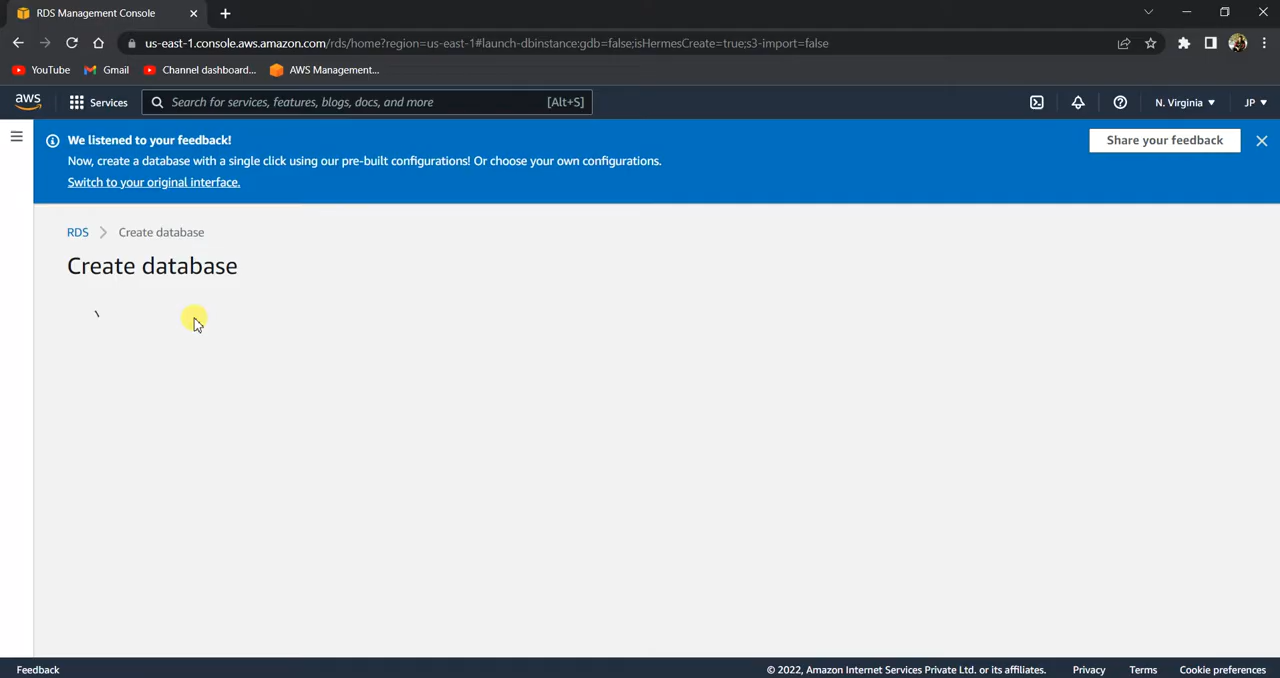 RDS Management Console
us-east-1.console.aws.amazon.com/rds/home?region=us-east-1#launch-dbinstance:gdb=false;isHermesCreate=true;s3-import=false
YouTube Gmail Channel dashboard... AWS Management...
aws Services Search for services, features, blogs, docs, and more [Alt+S] N. Virginia JP
We listened to your feedback! Share your feedback
Now, create a database with a single click using our pre-built configurations! Or choose your own configurations.
Switch to your original interface.
RDS Create database
Create database
Feedback © 2022, Amazon Internet Services Private Ltd. or its affiliates. Privacy Terms Cookie preferences